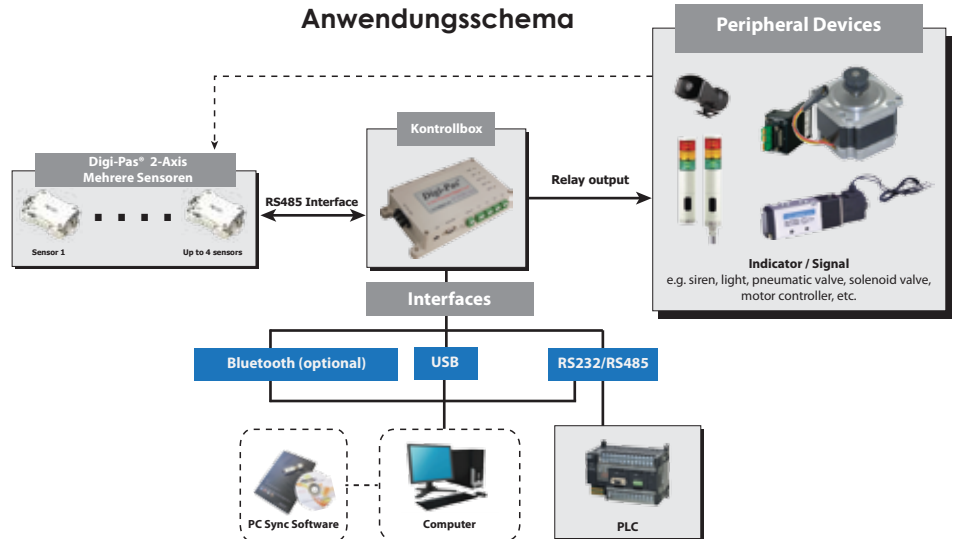 Anwendungsschema
Peripheral Devices
Kontrollbox
Digi-Pas® 2-Axis
Mehrere Sensoren
RS485 Interface
Digi-Pas®
Relay output
Sensor 1
Up to 4 sensors
Indicator / Signal
e.g. siren, light, pneumatic valve, solenoid valve,
motor controller, etc.
Interfaces
Bluetooth (optional)
USB
RS232/RS485
PC Sync Software
Computer
PLC